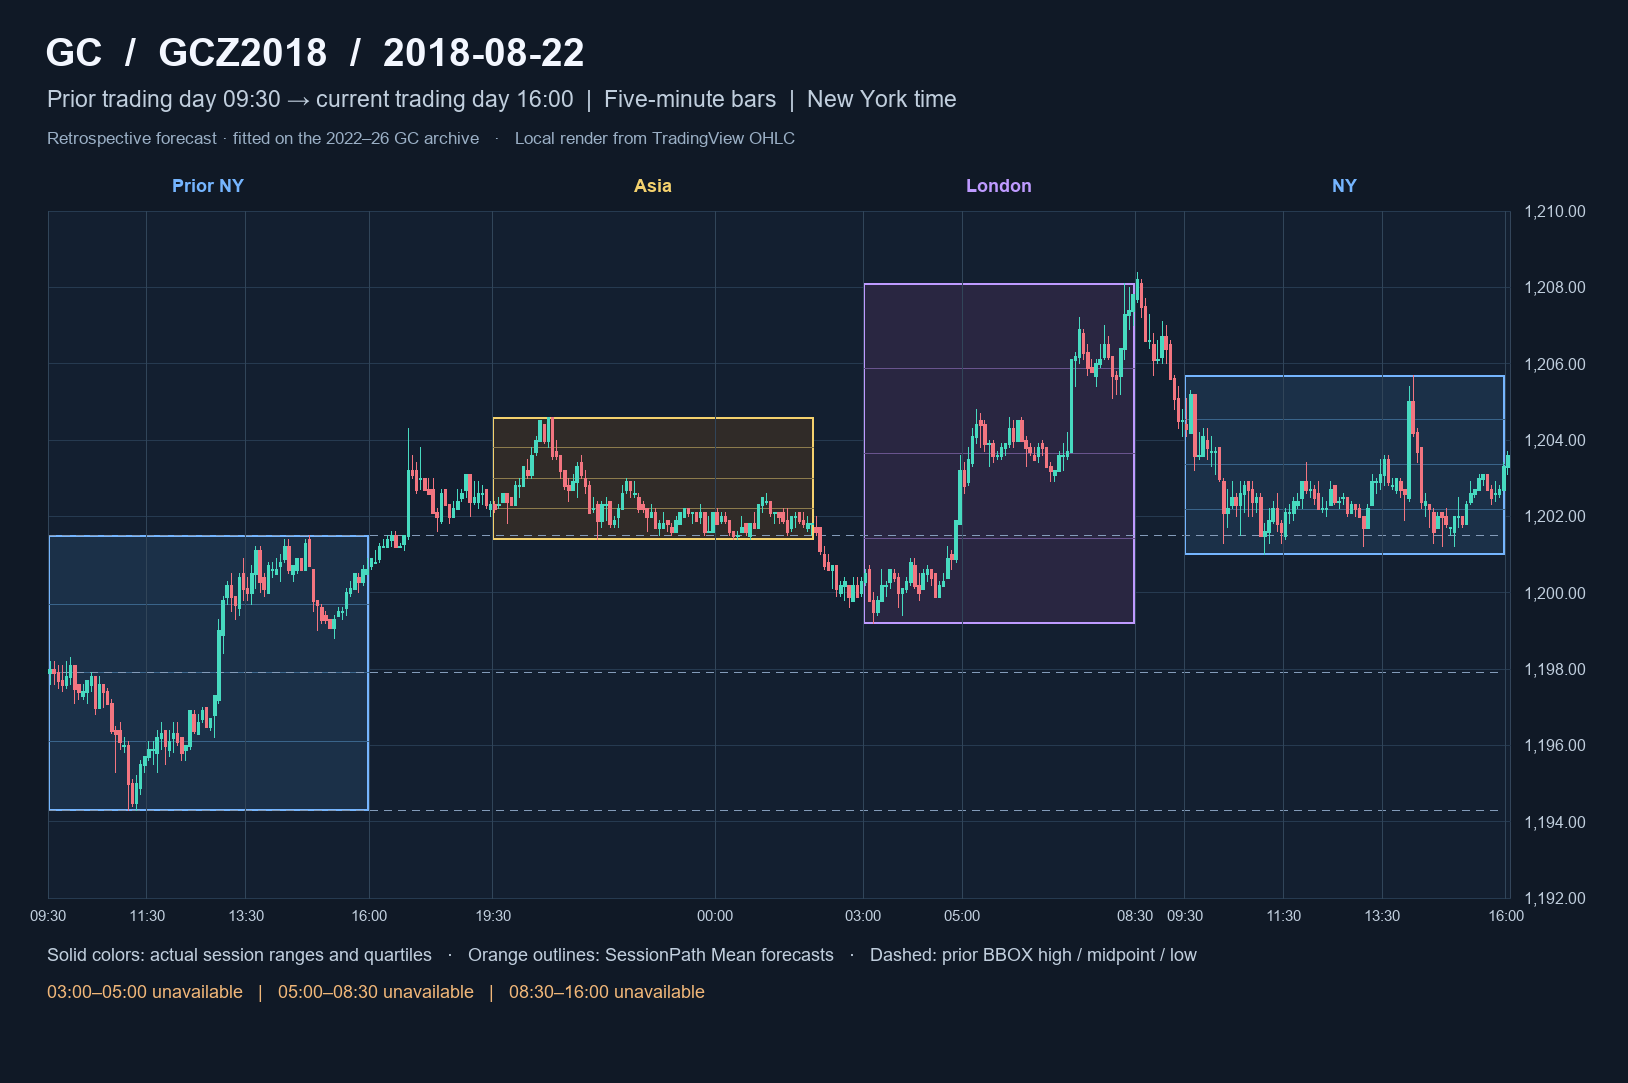 GC / GCZ2018 / 2018-08-22
Prior trading day 09:30 → current trading day 16:00 | Five-minute bars | New York time
Retrospective forecast · fitted on the 2022–26 GC archive · Local render from TradingView OHLC
Prior NY Asia London NY
1,210.00
1,208.00
1,206.00
1,204.00
1,202.00
1,200.00
1,198.00
1,196.00
1,194.00
1,192.00
09:30 11:30 13:30 16:00 19:30 00:00 03:00 05:00 08:30 09:30 11:30 13:30 16:00
Solid colors: actual session ranges and quartiles · Orange outlines: SessionPath Mean forecasts · Dashed: prior BBOX high / midpoint / low
03:00–05:00 unavailable | 05:00–08:30 unavailable | 08:30–16:00 unavailable